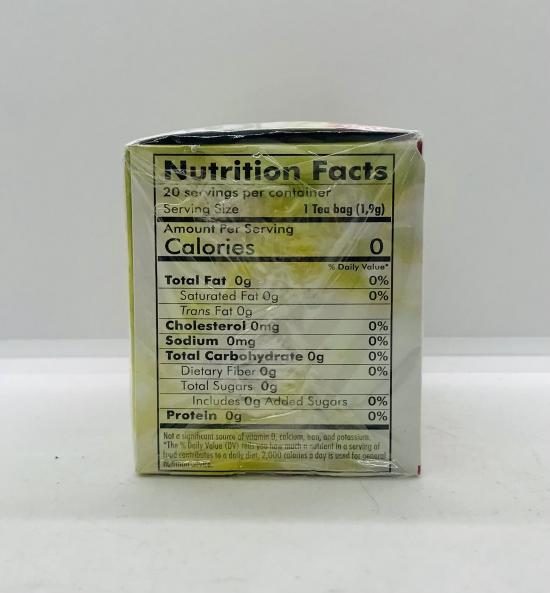 Nutrition Facts
20 servings per container
Serving Size 1 Tea bag (1,9g)
Amount Per Serving
Calories 0
% Daily Value*
Total Fat 0g 0%
Saturated Fat 0g 0%
Trans Fat 0g
Cholesterol 0mg 0%
Sodium 0mg 0%
Total Carbohydrate 0g 0%
Dietary Fiber 0g 0%
Total Sugars 0g
Includes 0g Added Sugars 0%
Protein 0g 0%
Not a significant source of vitamin D, calcium, iron, and potassium.
*The % Daily Value (DV) tells you how much a nutrient in a serving of
food contributes to a daily diet, 2,000 calories a day is used for general
nutrition advice.